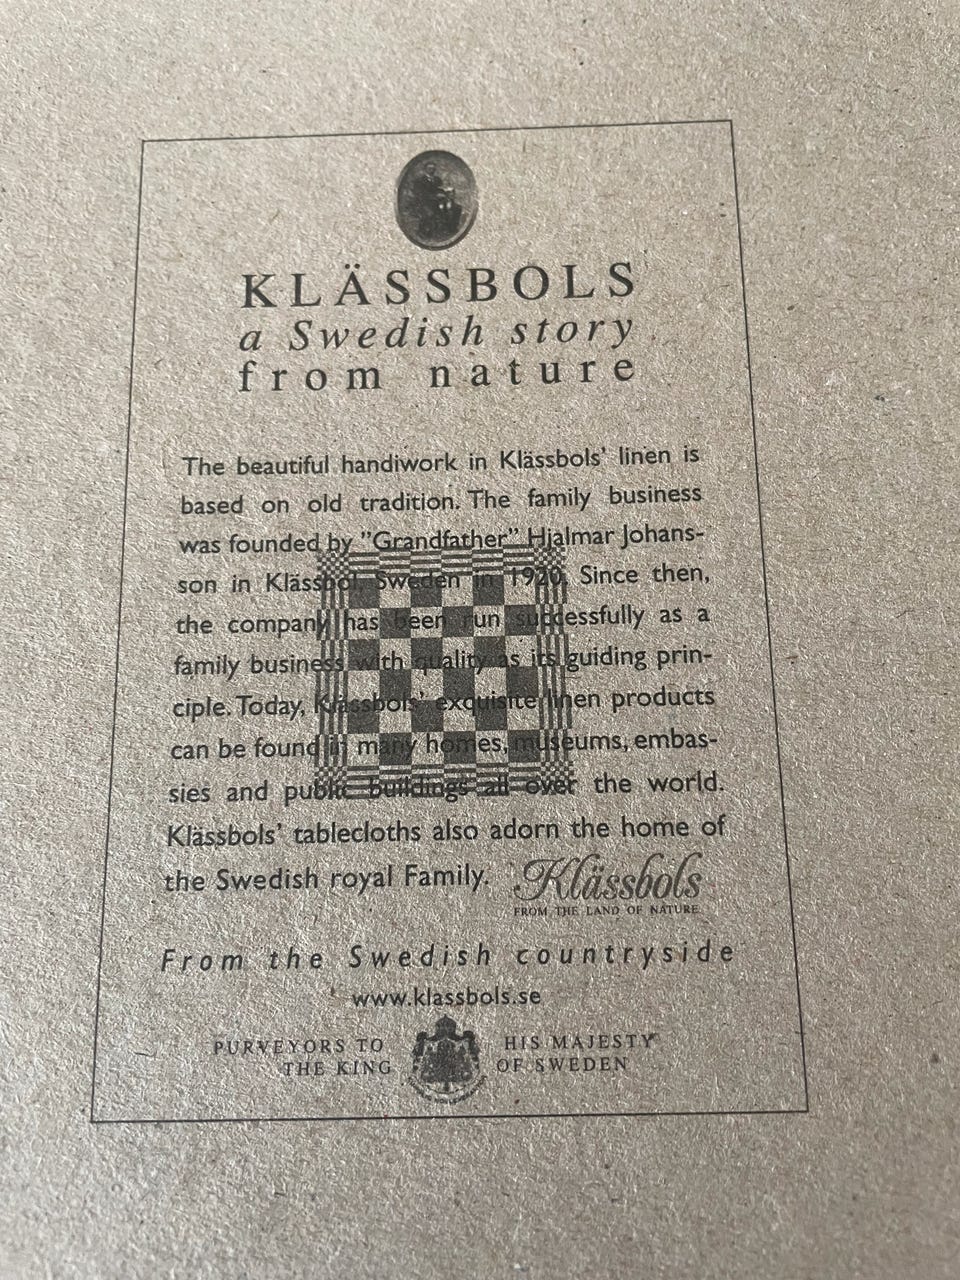 KLÄSSBOLS
a Swedish story
from nature
The beautiful handiwork in Klässbols' linen is
based on old tradition. The family business
was founded by "Grandfather" Hjalmar Johans-
son in Klässbol, Sweden in 1920. Since then,
the company has been run successfully as a
family business with quality as its guiding prin-
ciple. Today, Klässbols' exquisite linen products
can be found in many homes, museums, embas-
sies and public buildings all over the world.
Klässbols' tablecloths also adorn the home of
the Swedish royal Family.
Klässbols
FROM THE LAND OF NATURE
From the Swedish countryside
www.klassbols.se
PURVEYORS TO HIS MAJESTY
THE KING OF SWEDEN